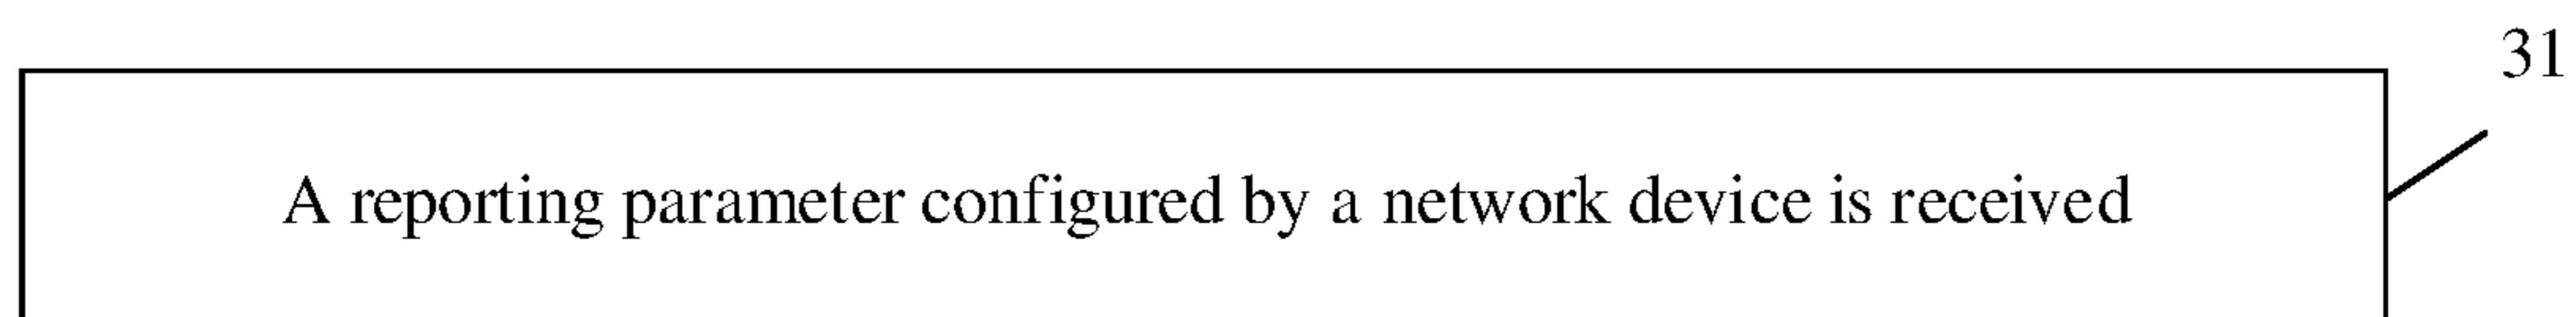 31
A reporting parameter configured by a network device is received